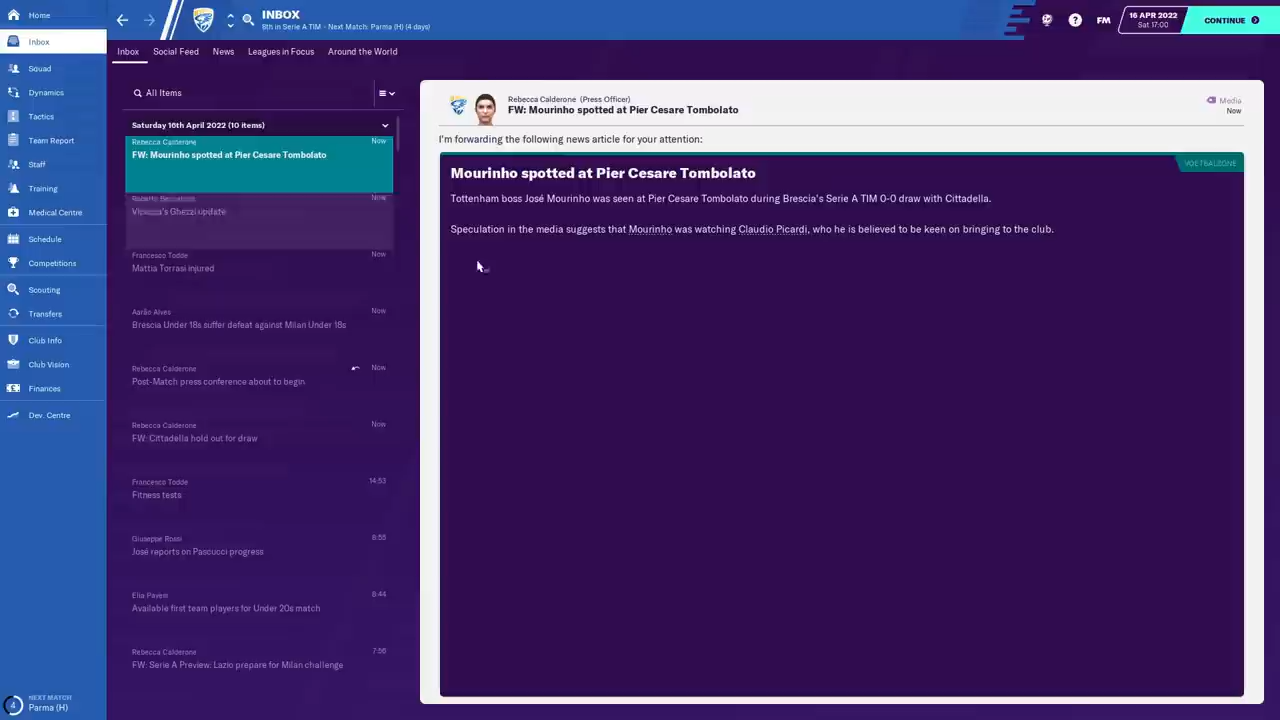 Home
Inbox
Squad
Dynamics
Tactics
Team Report
Staff
Training
Medical Centre
Schedule
Competitions
Scouting
Transfers
Club Info
Club Vision
Finances
Dev. Centre
4
NEXT MATCH
Parma (H)
INBOX
8th in Serie A TIM - Next Match: Parma (H) (4 days)
FM
16 APR 2022
Sat 17:00
CONTINUE
Inbox
Social Feed
News
Leagues in Focus
Around the World
All Items
Saturday 16th April 2022 (10 items)
Rebecca Calderone
Now
FW: Mourinho spotted at Pier Cesare Tombolato
Now
Ghezzi update
Francesco Todde
Now
Mattia Torrasi injured
Aarão Alves
Now
Brescia Under 18s suffer defeat against Milan Under 18s
Rebecca Calderone
Now
Post-Match press conference about to begin
Rebecca Calderone
Now
FW: Cittadella hold out for draw
Francesco Todde
14:53
Fitness tests
Giuseppe Rossi
8:56
José reports on Pascucci progress
Elia Pavesi
8:44
Available first team players for Under 20s match
Rebecca Calderone
7:56
FW: Serie A Preview: Lazio prepare for Milan challenge
Rebecca Calderone (Press Officer)
FW: Mourinho spotted at Pier Cesare Tombolato
Media
Now
I'm forwarding the following news article for your attention:
VOETBALZONE
Mourinho spotted at Pier Cesare Tombolato
Tottenham boss José Mourinho was seen at Pier Cesare Tombolato during Brescia's Serie A TIM 0-0 draw with Cittadella.
Speculation in the media suggests that Mourinho was watching Claudio Picardi, who he is believed to be keen on bringing to the club.